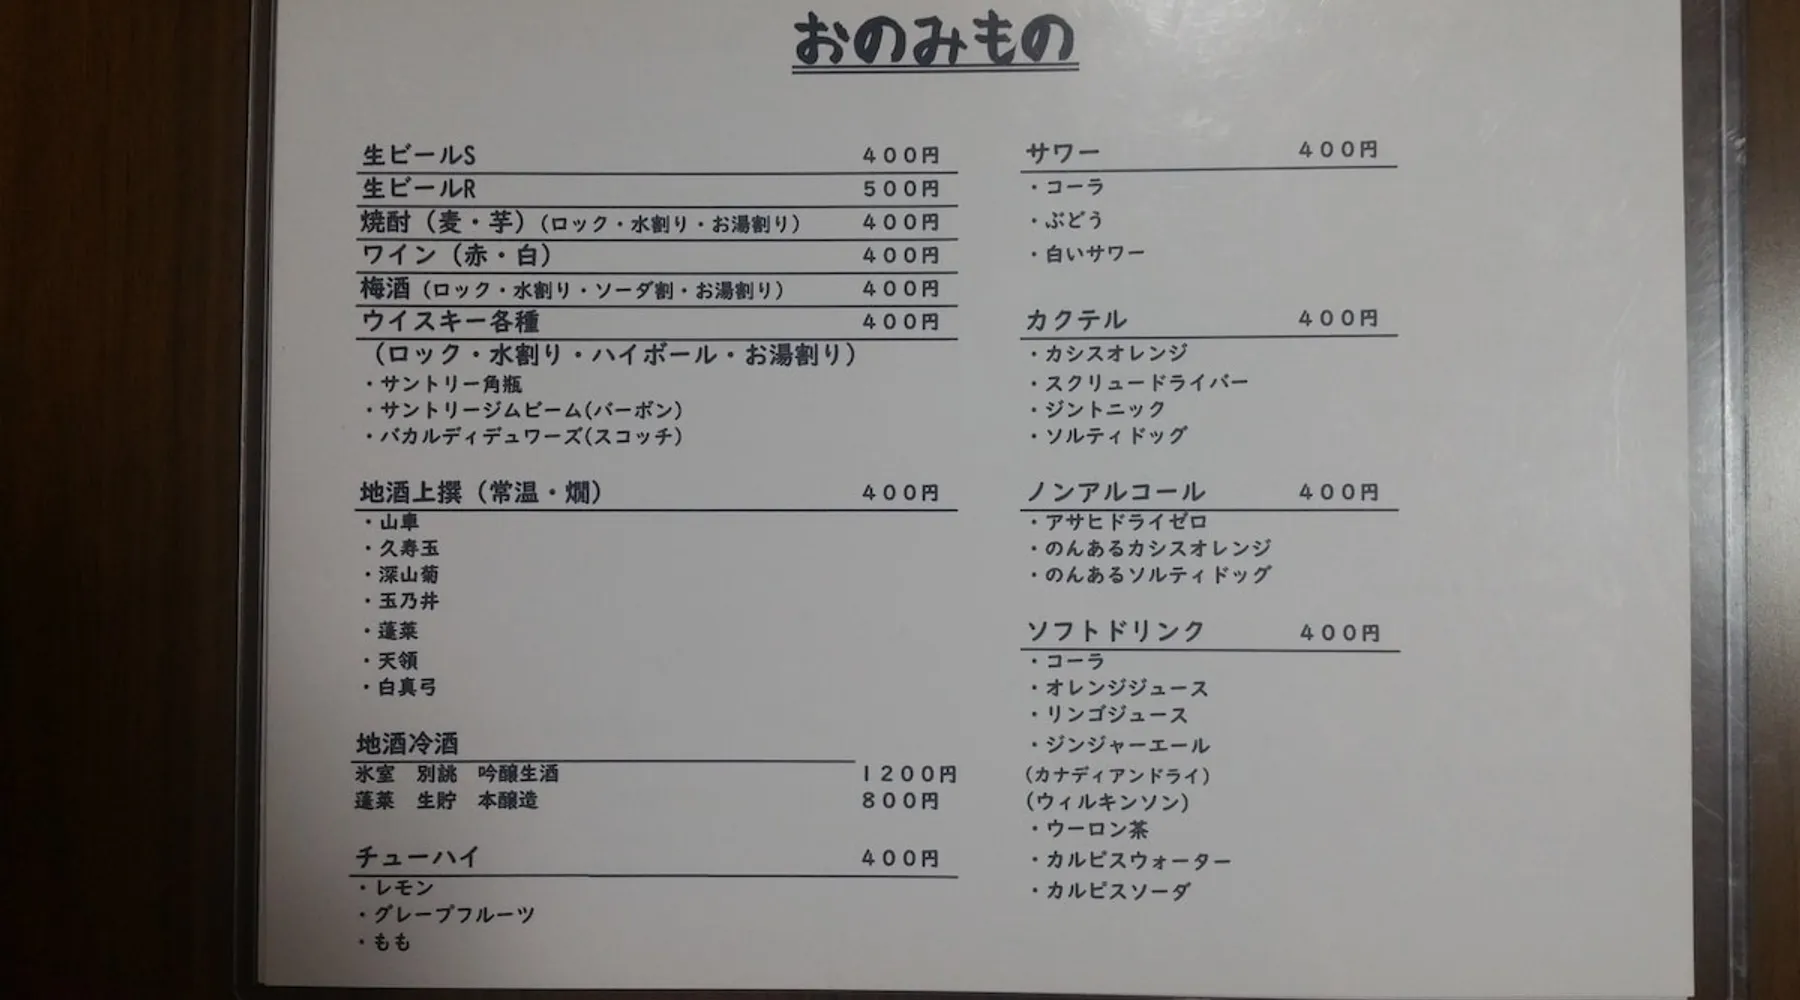 おのみもの
生ビールS ４００円
生ビールR ５００円
焼酎（麦・芋）（ロック・水割り・お湯割り） ４００円
ワイン（赤・白） ４００円
梅酒（ロック・水割り・ソーダ割・お湯割り） ４００円
ウイスキー各種 ４００円
（ロック・水割り・ハイボール・お湯割り）
・サントリー角瓶
・サントリージムビーム(バーボン)
・バカルディデュワーズ(スコッチ)
地酒上撰（常温・燗） ４００円
・山車
・久寿玉
・深山菊
・玉乃井
・蓬莱
・天領
・白真弓
地酒冷酒
氷室　別誂　吟醸生酒 １２００円
蓬莱　生貯　本醸造 ８００円
チューハイ ４００円
・レモン
・グレープフルーツ
・もも
サワー ４００円
・コーラ
・ぶどう
・白いサワー
カクテル ４００円
・カシスオレンジ
・スクリュードライバー
・ジントニック
・ソルティドッグ
ノンアルコール ４００円
・アサヒドライゼロ
・のんあるカシスオレンジ
・のんあるソルティドッグ
ソフトドリンク ４００円
・コーラ
・オレンジジュース
・リンゴジュース
・ジンジャーエール
(カナディアンドライ)
(ウィルキンソン)
・ウーロン茶
・カルピスウォーター
・カルピスソーダ